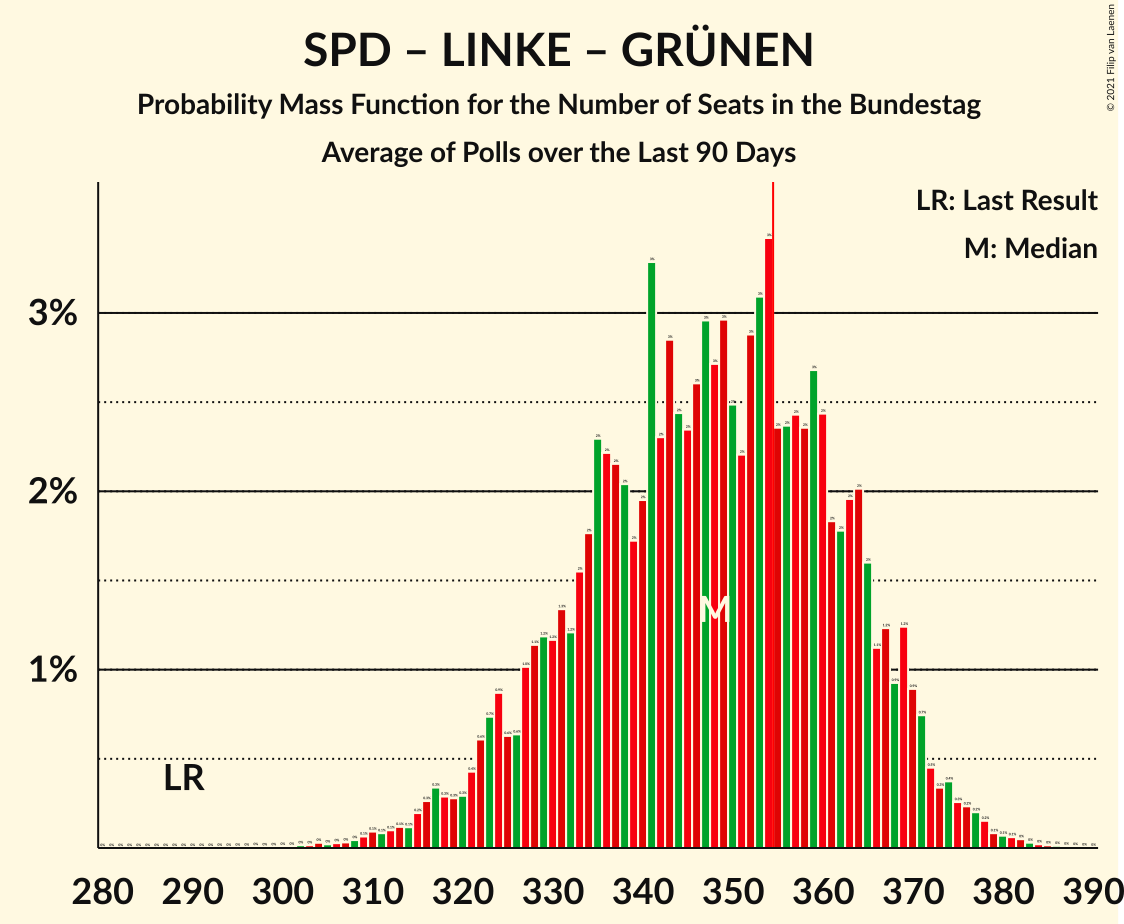 SPD – LINKE – GRÜNEN
Probability Mass Function for the Number of Seats in the Bundestag
Average of Polls over the Last 90 Days
© 2021 Filip van Laenen
LR: Last Result
M: Median
3%
2%
1%
LR
M
280 290 300 310 320 330 340 350 360 370 380 390